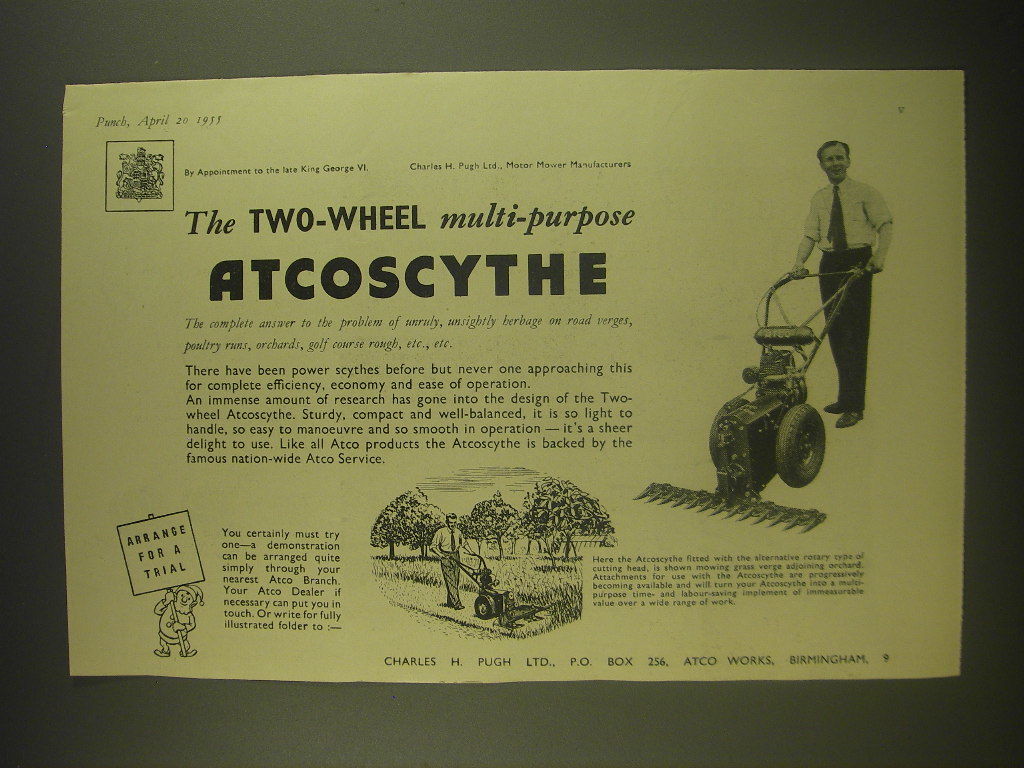 Punch, April 20 1955
By Appointment to the late King George VI. Charles H. Pugh Ltd., Motor Mower Manufacturers
The TWO-WHEEL multi-purpose
ATCOSCYTHE
The complete answer to the problem of unruly, unsightly herbage on road verges,
poultry runs, orchards, golf course rough, etc., etc.
There have been power scythes before but never one approaching this
for complete efficiency, economy and ease of operation.
An immense amount of research has gone into the design of the Two-
wheel Atcoscythe. Sturdy, compact and well-balanced, it is so light to
handle, so easy to manoeuvre and so smooth in operation — it's a sheer
delight to use. Like all Atco products the Atcoscythe is backed by the
famous nation-wide Atco Service.
ATCO
ARRANGE
FOR A
TRIAL
You certainly must try
one—a demonstration
can be arranged quite
simply through your
nearest Atco Branch.
Your Atco Dealer if
necessary can put you in
touch. Or write for fully
illustrated folder to :—
Here the Atcoscythe fitted with the alternative rotary type of
cutting head, is shown mowing grass verge adjoining orchard.
Attachments for use with the Atcoscythe are progressively
becoming available and will turn your Atcoscythe into a multi-
purpose time- and labour-saving implement of immeasurable
value over a wide range of work.
CHARLES H. PUGH LTD., P.O. BOX 256, ATCO WORKS, BIRMINGHAM, 9